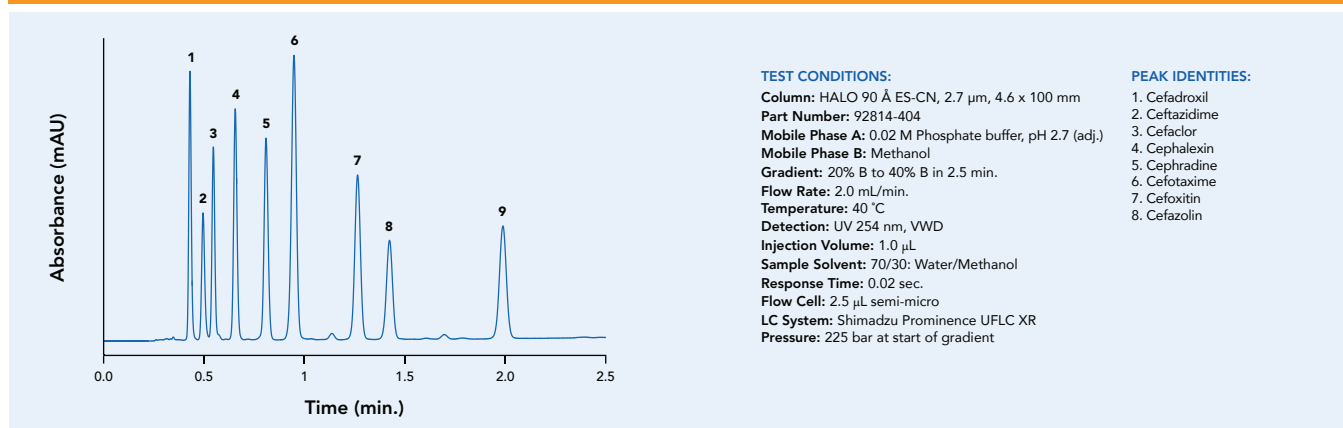 1
2
3
4
5
6
7
8
9
Absorbance (mAU)
0.0 0.5 1 1.5 2.0 2.5
Time (min.)
TEST CONDITIONS:
Column: HALO 90 Å ES-CN, 2.7 µm, 4.6 x 100 mm
Part Number: 92814-404
Mobile Phase A: 0.02 M Phosphate buffer, pH 2.7 (adj.)
Mobile Phase B: Methanol
Gradient: 20% B to 40% B in 2.5 min.
Flow Rate: 2.0 mL/min.
Temperature: 40 ˚C
Detection: UV 254 nm, VWD
Injection Volume: 1.0 µL
Sample Solvent: 70/30: Water/Methanol
Response Time: 0.02 sec.
Flow Cell: 2.5 µL semi-micro
LC System: Shimadzu Prominence UFLC XR
Pressure: 225 bar at start of gradient
PEAK IDENTITIES:
1. Cefadroxil
2. Ceftazidime
3. Cefaclor
4. Cephalexin
5. Cephradine
6. Cefotaxime
7. Cefoxitin
8. Cefazolin